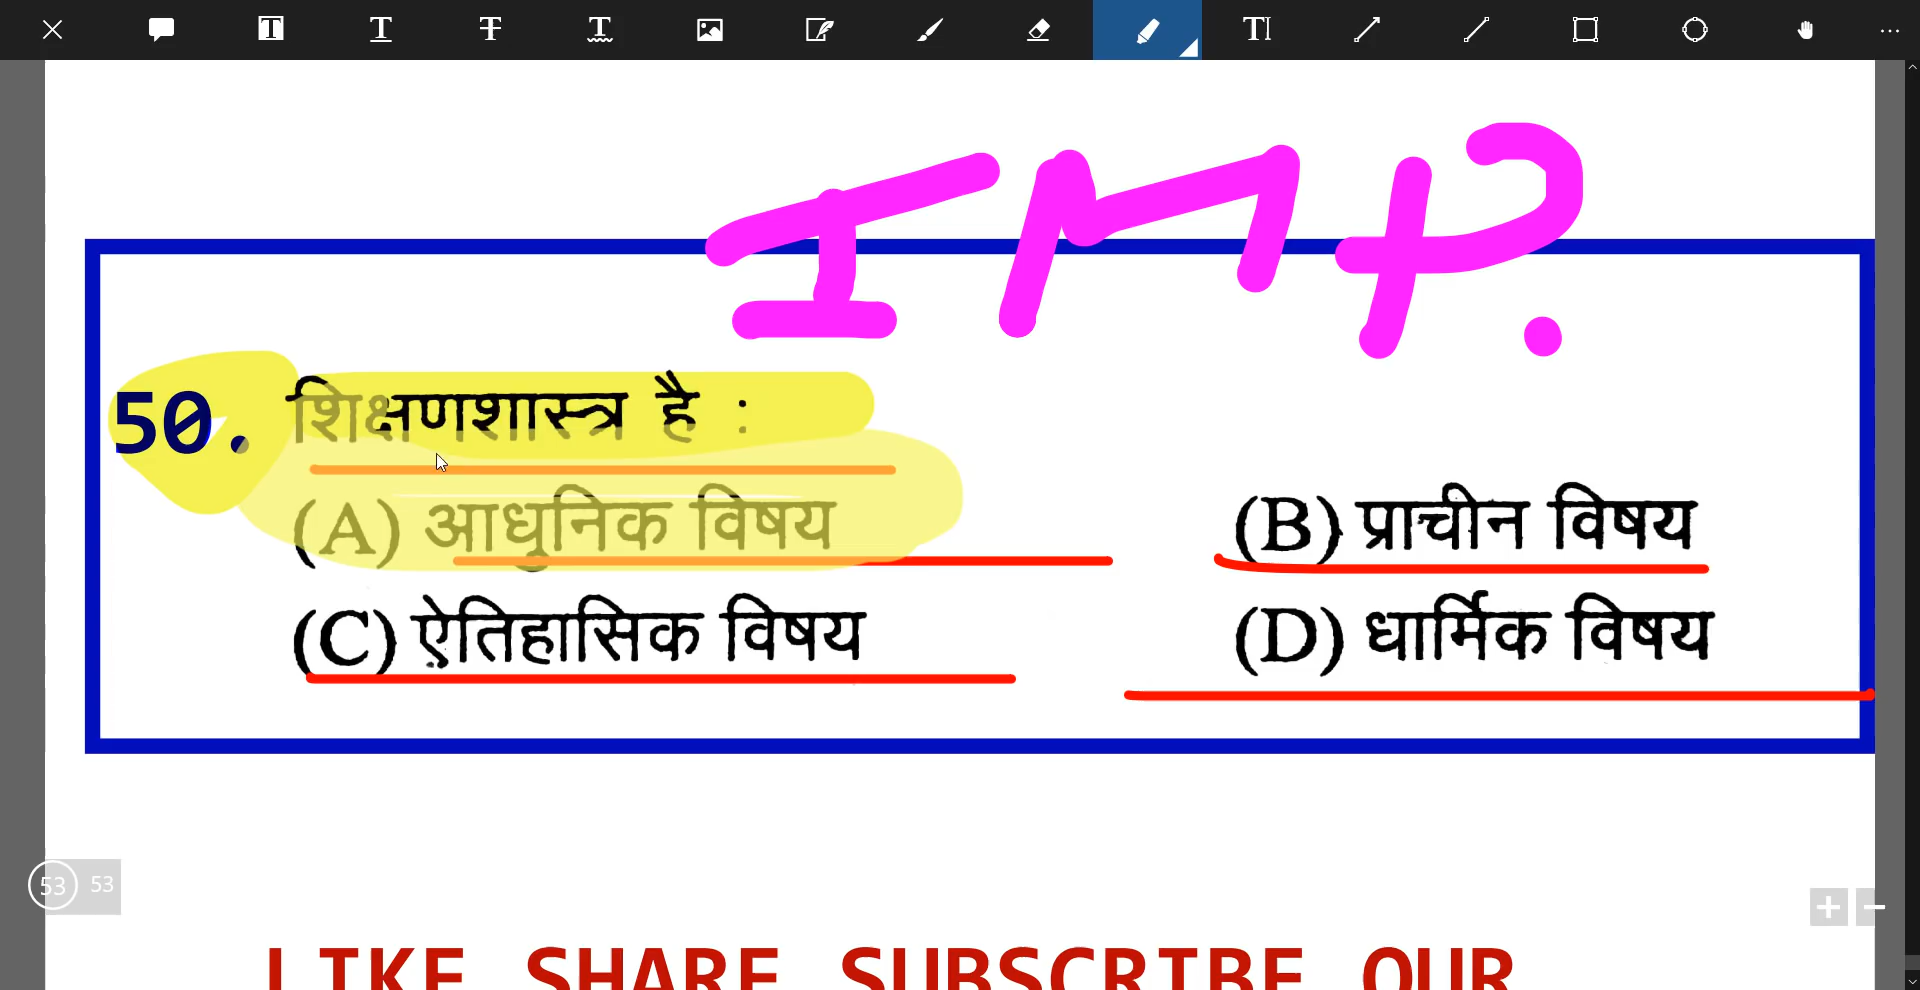 IMP.
50. शिक्षणशास्त्र है :
(A) आधुनिक विषय (B) प्राचीन विषय
(C) ऐतिहासिक विषय (D) धार्मिक विषय
53 53
LIKE SHARE SUBSCRIBE OUR